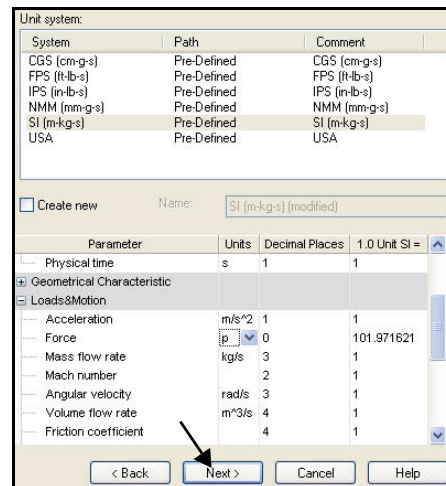 Unit system:
System Path Comment
CGS (cm-g-s) Pre-Defined CGS (cm-g-s)
FPS (ft-lb-s) Pre-Defined FPS (ft-lb-s)
IPS (in-lb-s) Pre-Defined IPS (in-lb-s)
NMM (mm-g-s) Pre-Defined NMM (mm-g-s)
SI (m-kg-s) Pre-Defined SI (m-kg-s)
USA Pre-Defined USA
Create new Name: SI (m-kg-s) (modified)
Parameter Units Decimal Places 1.0 Unit SI =
Physical time s 1 1
Geometrical Characteristic
Loads&Motion
Acceleration m/s^2 1 1
Force p 0 101.971621
Mass flow rate kg/s 3 1
Mach number 2 1
Angular velocity rad/s 3 1
Volume flow rate m^3/s 4 1
Friction coefficient 4 1
< Back Next > Cancel Help